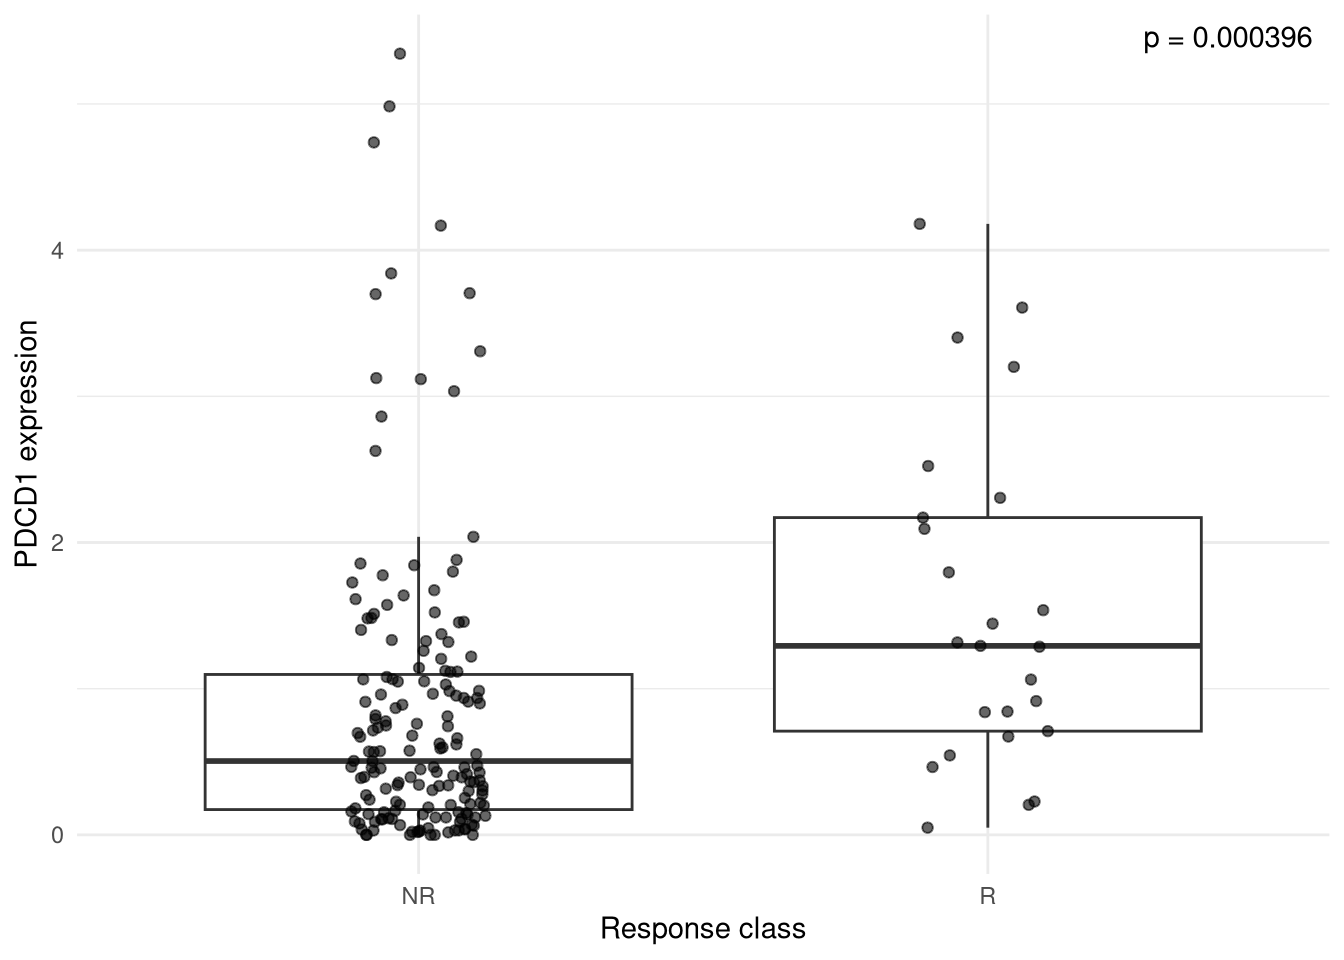 p = 0.000396
PDCD1 expression
4
2
0
NR
R
Response class